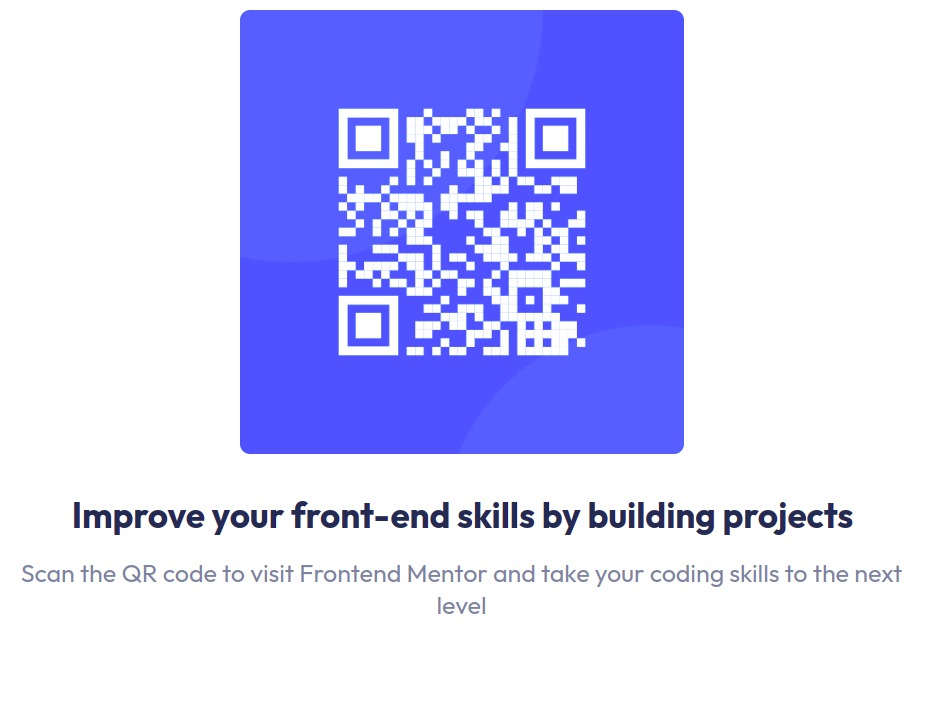 Improve your front-end skills by building projects
Scan the QR code to visit Frontend Mentor and take your coding skills to the next
level